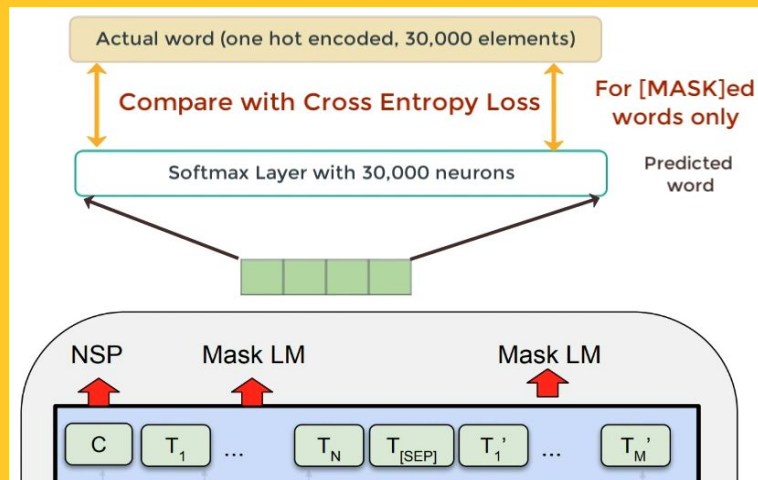 Actual word (one hot encoded, 30,000 elements)
Compare with Cross Entropy Loss
For [MASK]ed
words only
Softmax Layer with 30,000 neurons
Predicted
word
NSP
Mask LM
Mask LM
C
T1
...
TN
T[SEP]
T1'
...
TM'